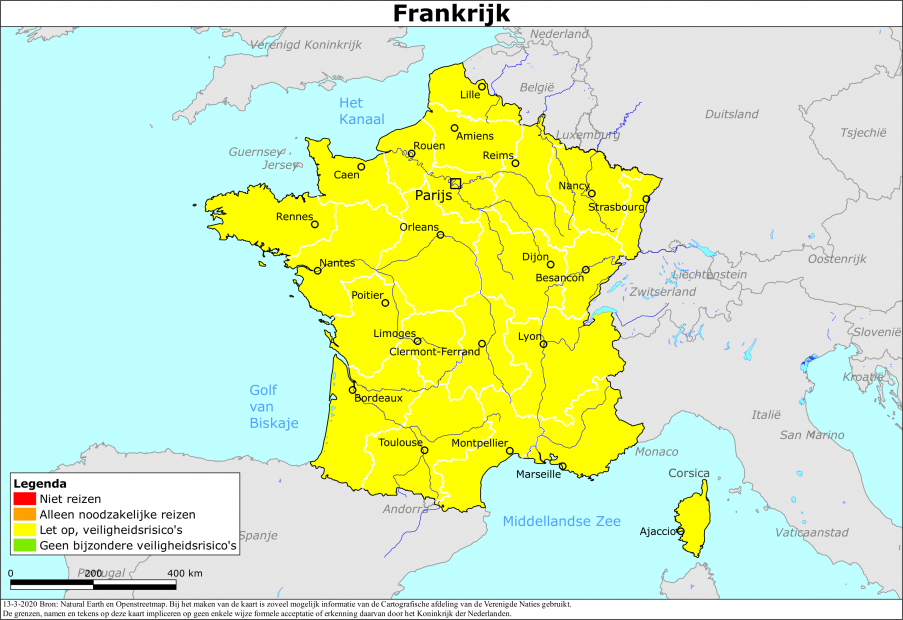 Frankrijk
Nederland
Verenigd Koninkrijk
België
Lille
Het
Kanaal
Duitsland
Amiens
Luxemburg
Tsjechië
Rouen
Reims
Guernsey
Jersey
Caen
Nancy
Parijs
Strasbourg
Rennes
Orleans
Dijon
Oostenrijk
Nantes
Besancon
Liechtenstein
Zwitserland
Poitier
Limoges
Lyon
Slovenië
Clermont-Ferrand
Kroatië
Golf
van
Biskaje
Bordeaux
Italië
San Marino
Toulouse
Montpellier
Monaco
Marseille
Corsica
Andorra
Middellandse Zee
Ajaccio
Vaticaanstad
Spanje
Portugal
Legenda
Niet reizen
Alleen noodzakelijke reizen
Let op, veiligheidsrisico's
Geen bijzondere veiligheidsrisico's
0 200 400 km
13-3-2020 Bron: Natural Earth en Openstreetmap. Bij het maken van de kaart is zoveel mogelijk informatie van de Cartografische afdeling van de Verenigde Naties gebruikt.
De grenzen, namen en tekens op deze kaart impliceren op geen enkele wijze formele acceptatie of erkenning daarvan door het Koninkrijk der Nederlanden.